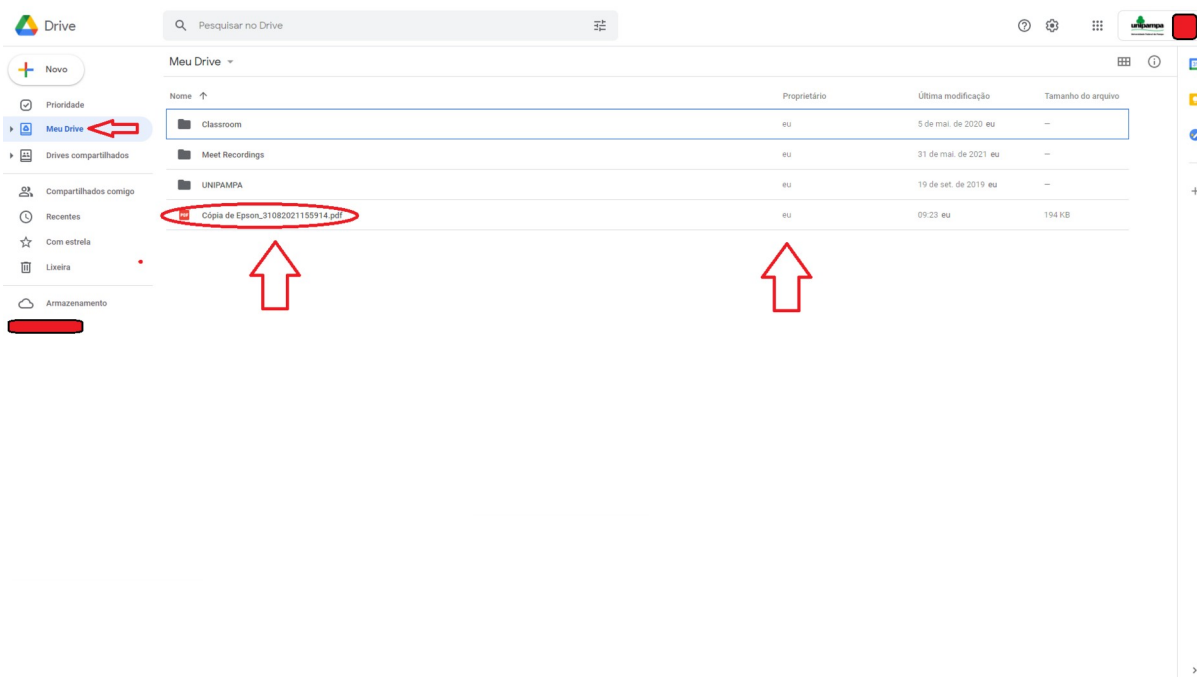 Drive
Pesquisar no Drive
unipampa
Novo
Meu Drive
Nome
Proprietário
Última modificação
Tamanho do arquivo
Prioridade
Meu Drive
Drives compartilhados
Compartilhados comigo
Recentes
Com estrela
Lixeira
Armazenamento
Classroom eu 5 de mai. de 2020 eu —
Meet Recordings eu 31 de mai. de 2021 eu —
UNIPAMPA eu 19 de set. de 2019 eu —
PDF Cópia de Epson_31082021155914.pdf eu 09:23 eu 194 KB